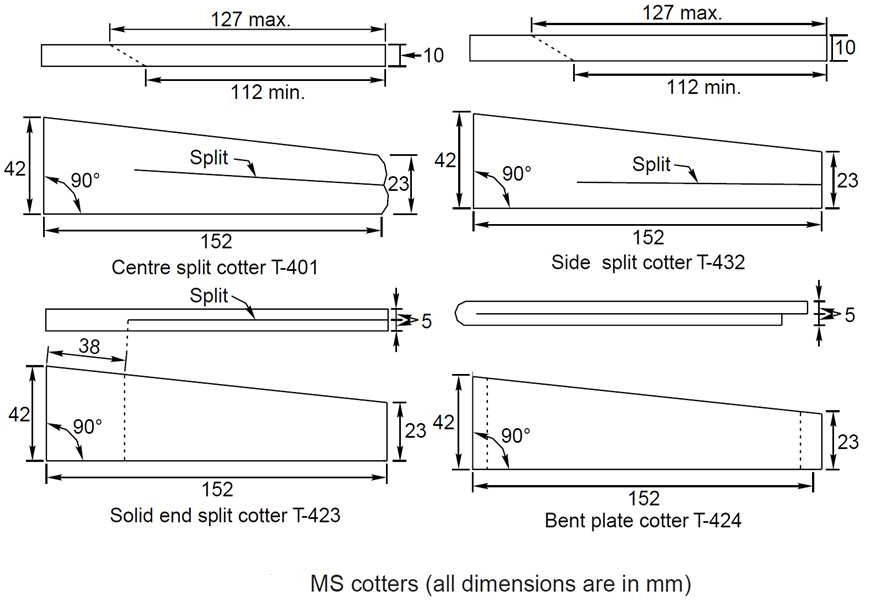 127 max.
10
112 min.
42
90°
Split
23
152
Centre split cotter T-401
127 max.
10
112 min.
42
90°
Split
23
152
Side split cotter T-432
Split
5
38
42
90°
23
152
Solid end split cotter T-423
5
42
90°
23
152
Bent plate cotter T-424
MS cotters (all dimensions are in mm)